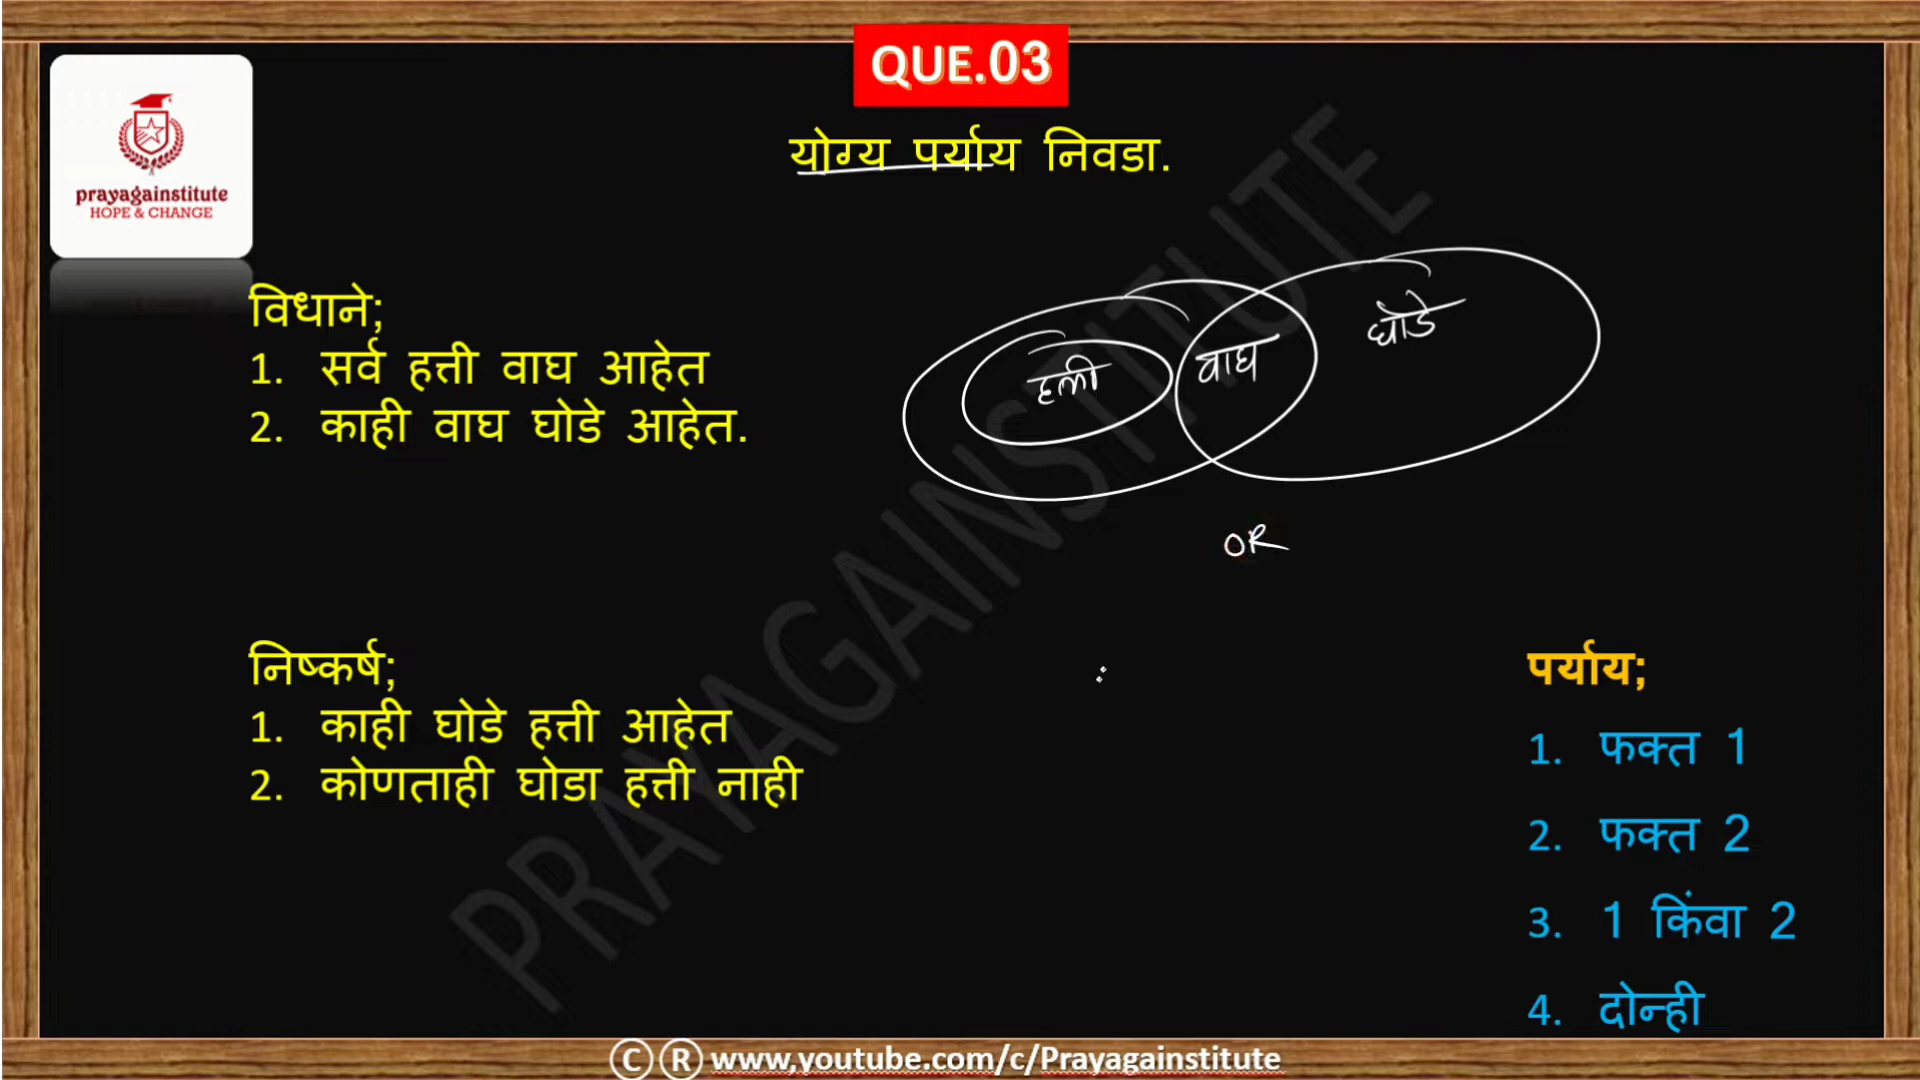 QUE.03
योग्य पर्याय निवडा.
prayagainstitute
HOPE & CHANGE
विधाने;
1. सर्व हत्ती वाघ आहेत
2. काही वाघ घोडे आहेत.
हत्ती
वाघ
घोडे
OR
निष्कर्ष;
1. काही घोडे हत्ती आहेत
2. कोणताही घोडा हत्ती नाही
पर्याय;
1. फक्त 1
2. फक्त 2
3. 1 किंवा 2
4. दोन्ही
PRAYAGAINSTITUTE
© ® www.youtube.com/c/Prayagainstitute